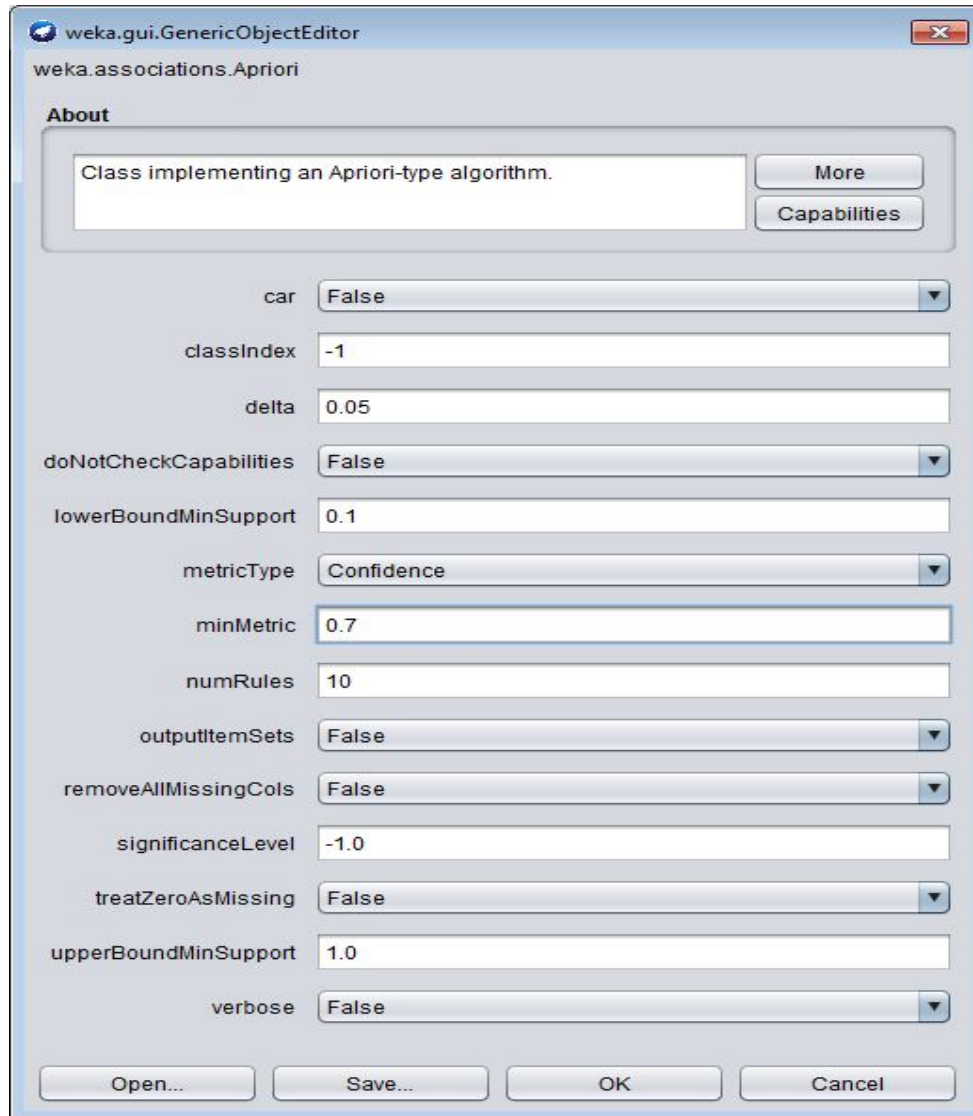 weka.gui.GenericObjectEditor
weka.associations.Apriori
About
Class implementing an Apriori-type algorithm.
More
Capabilities
car False
classIndex -1
delta 0.05
doNotCheckCapabilities False
lowerBoundMinSupport 0.1
metricType Confidence
minMetric 0.7
numRules 10
outputItemSets False
removeAllMissingCols False
significanceLevel -1.0
treatZeroAsMissing False
upperBoundMinSupport 1.0
verbose False
Open... Save... OK Cancel